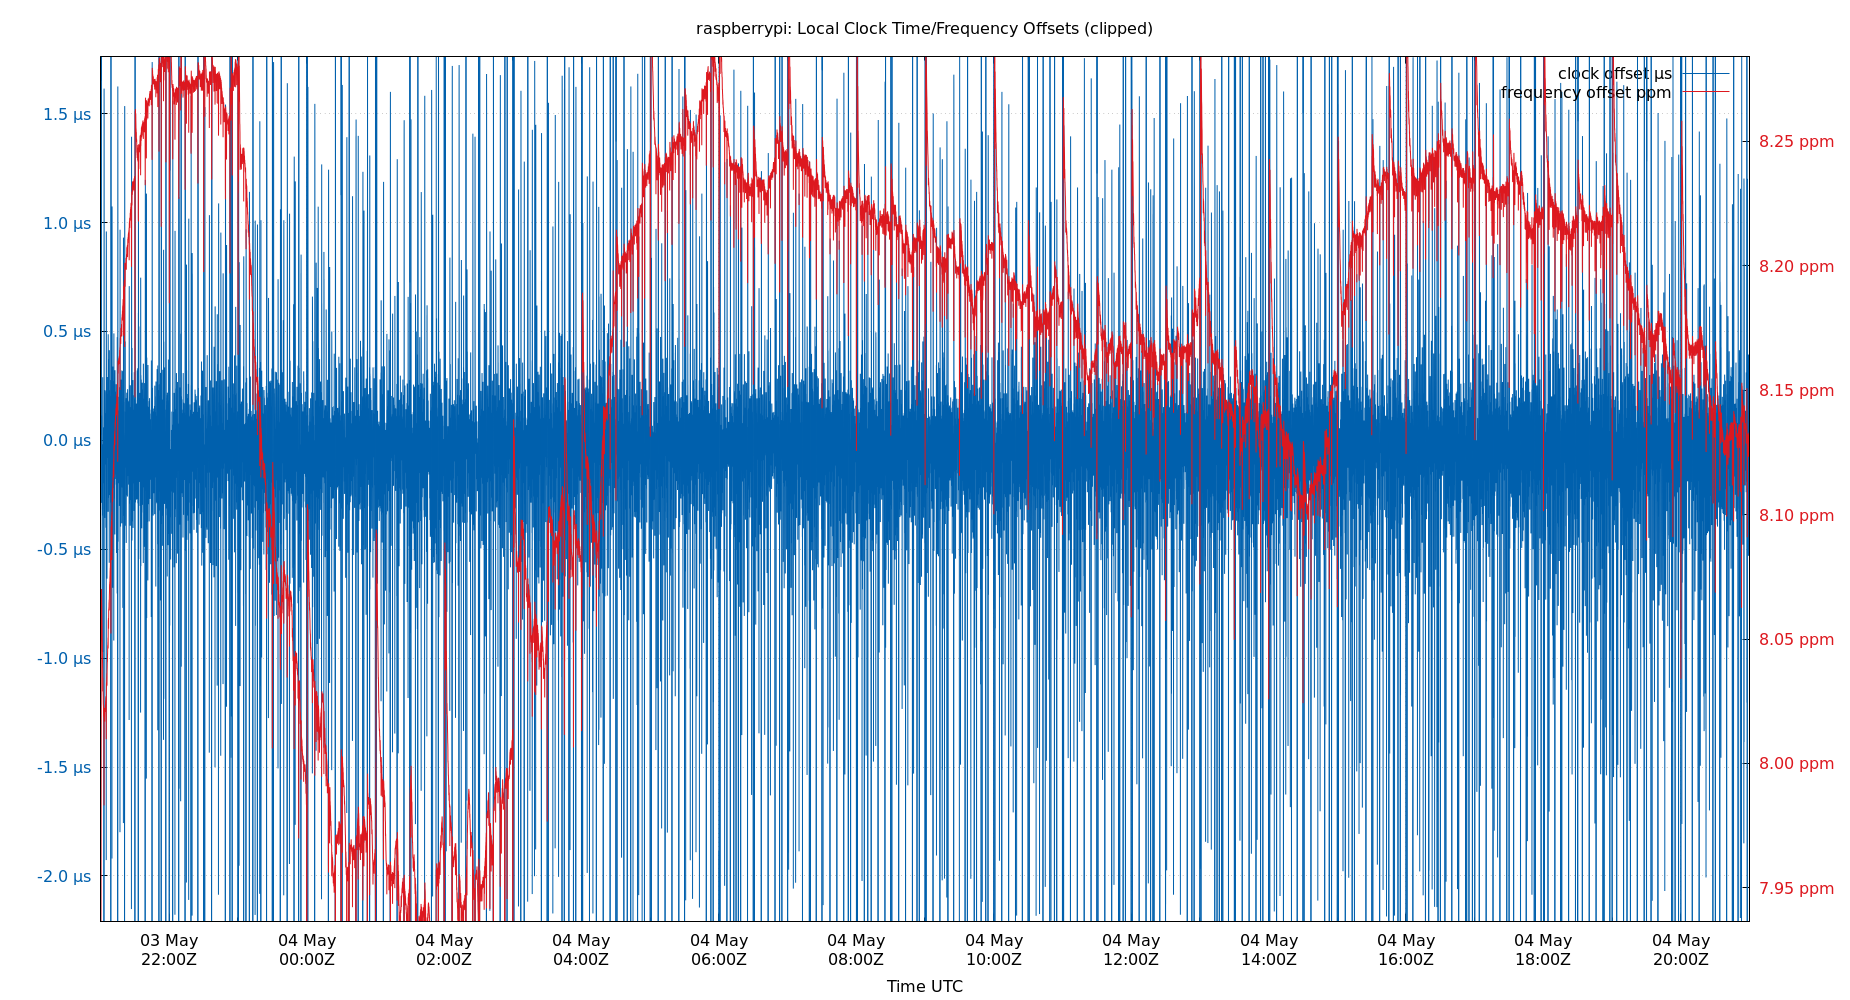 raspberrypi: Local Clock Time/Frequency Offsets (clipped)
clock offset µs
frequency offset ppm
1.5 µs
1.0 µs
0.5 µs
0.0 µs
-0.5 µs
-1.0 µs
-1.5 µs
-2.0 µs
8.25 ppm
8.20 ppm
8.15 ppm
8.10 ppm
8.05 ppm
8.00 ppm
7.95 ppm
03 May 04 May 04 May 04 May 04 May 04 May 04 May 04 May 04 May 04 May 04 May 04 May
22:00Z 00:00Z 02:00Z 04:00Z 06:00Z 08:00Z 10:00Z 12:00Z 14:00Z 16:00Z 18:00Z 20:00Z
Time UTC